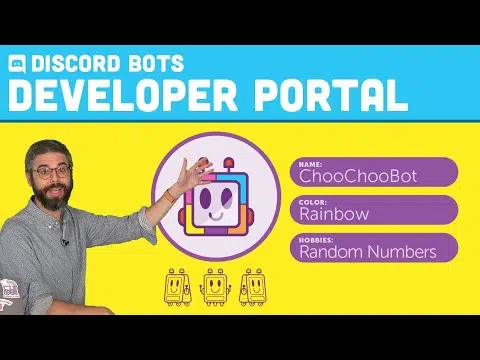 DISCORD BOTS
DEVELOPER PORTAL
NAME:
ChooChooBot
COLOR:
Rainbow
HOBBIES:
Random Numbers